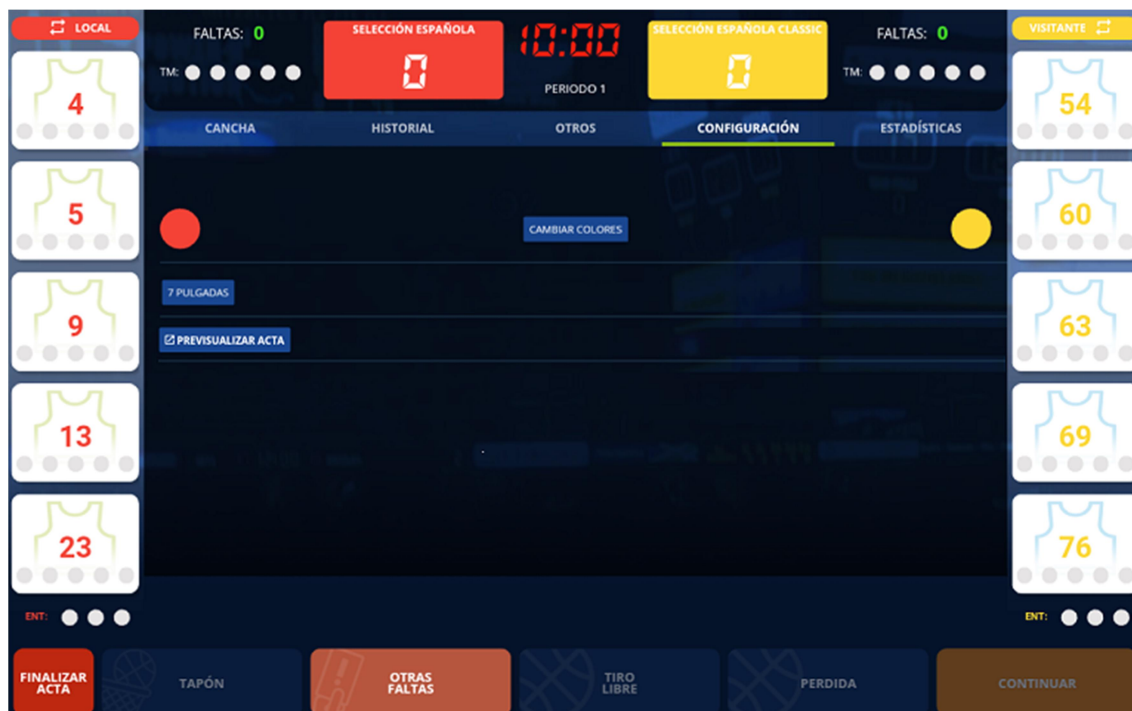 LOCAL
FALTAS: 0
SELECCIÓN ESPAÑOLA
10:00
SELECCIÓN ESPAÑOLA CLASSIC
FALTAS: 0
VISITANTE
TM:
0
PERIODO 1
0
TM:
4
54
CANCHA
HISTORIAL
OTROS
CONFIGURACIÓN
ESTADÍSTICAS
5
60
CAMBIAR COLORES
7 PULGADAS
9
63
PREVISUALIZAR ACTA
13
69
23
76
ENT:
ENT:
FINALIZAR
ACTA
TAPÓN
OTRAS
FALTAS
TIRO
LIBRE
PERDIDA
CONTINUAR